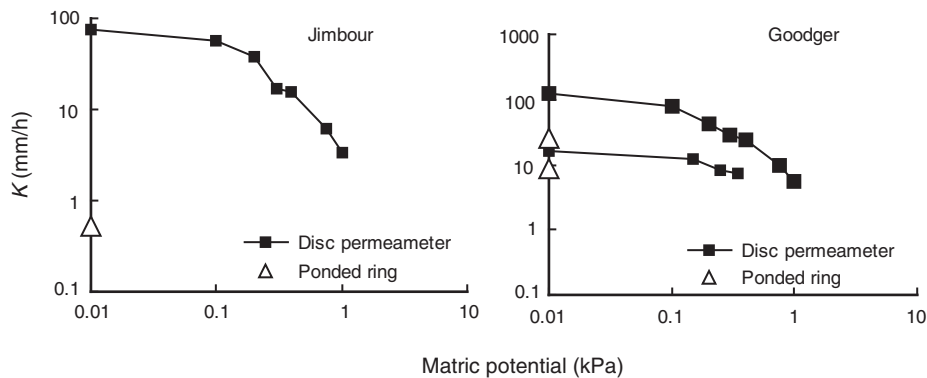 Jimbour
100
10
1
0.1
0.01
0.1
1
10
K (mm/h)
Disc permeameter
Ponded ring
Goodger
1000
100
10
1
0.1
0.01
0.1
1
10
Disc permeameter
Ponded ring
Matric potential (kPa)